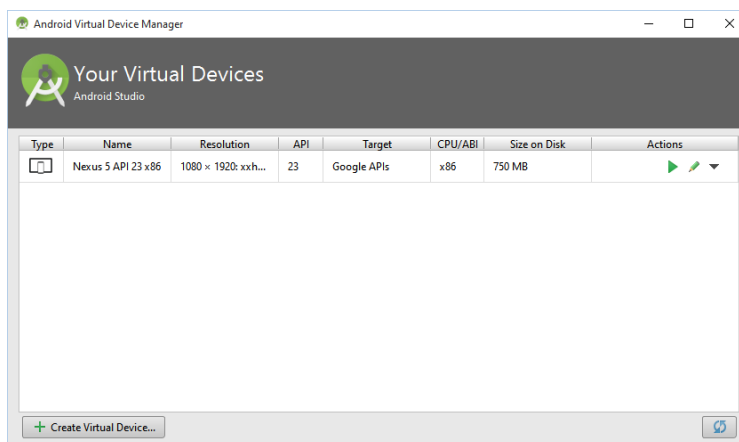 Android Virtual Device Manager
Your Virtual Devices
Android Studio
Type Name Resolution API Target CPU/ABI Size on Disk Actions
Nexus 5 API 23 x86 1080 × 1920: xxh... 23 Google APIs x86 750 MB
Create Virtual Device...